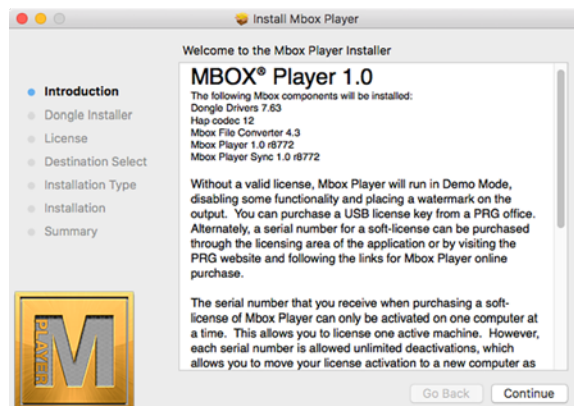 Install Mbox Player
Welcome to the Mbox Player Installer
Introduction
Dongle Installer
License
Destination Select
Installation Type
Installation
Summary
MBOX® Player 1.0
The following Mbox components will be installed:
Dongle Drivers 7.63
Hap codec 12
Mbox File Converter 4.3
Mbox Player 1.0 r8772
Mbox Player Sync 1.0 r8772
Without a valid license, Mbox Player will run in Demo Mode,
disabling some functionality and placing a watermark on the
output. You can purchase a USB license key from a PRG office.
Alternately, a serial number for a soft-license can be purchased
through the licensing area of the application or by visiting the
PRG website and following the links for Mbox Player online
purchase.
The serial number that you receive when purchasing a soft-
license of Mbox Player can only be activated on one computer at
a time. This allows you to license one active machine. However,
each serial number is allowed unlimited deactivations, which
allows you to move your license activation to a new computer as
M
PLAYER
Go Back
Continue